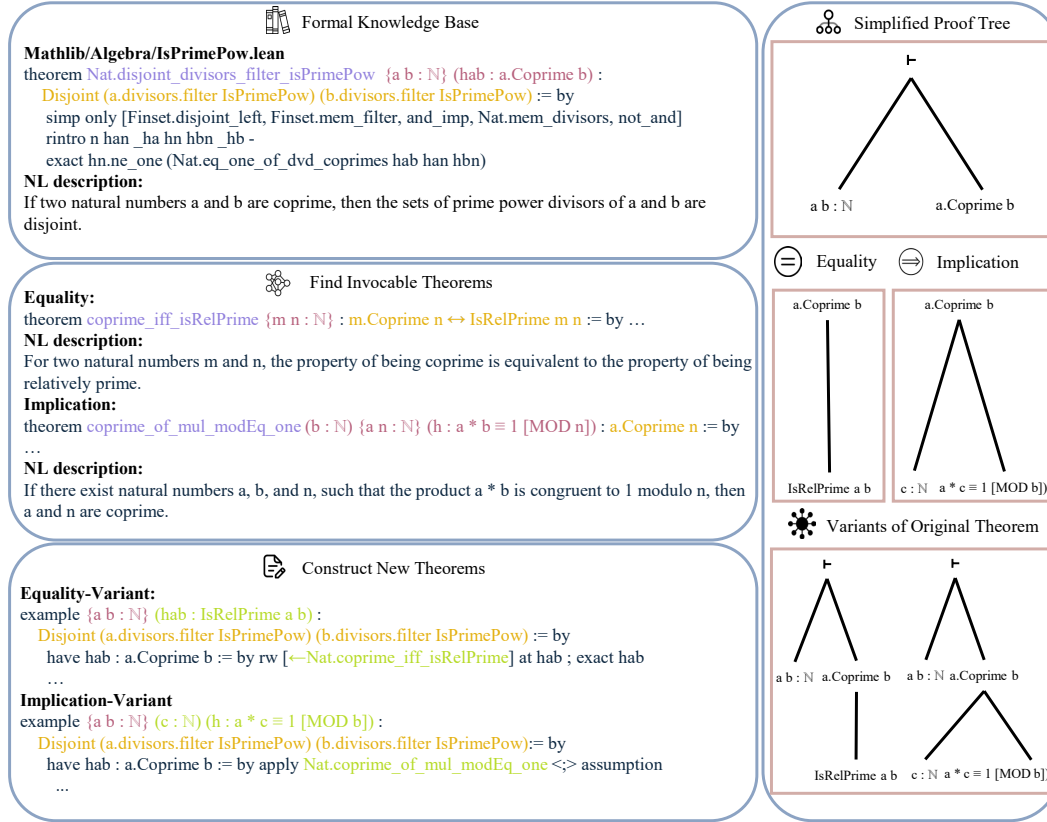 Formal Knowledge Base
Mathlib/Algebra/IsPrimePow.lean
theorem Nat.disjoint_divisors_filter_isPrimePow {a b : ℕ} (hab : a.Coprime b) :
Disjoint (a.divisors.filter IsPrimePow) (b.divisors.filter IsPrimePow) := by
simp only [Finset.disjoint_left, Finset.mem_filter, and_imp, Nat.mem_divisors, not_and]
rintro n han _ha hn hbn _hb -
exact hn.ne_one (Nat.eq_one_of_dvd_coprimes hab han hbn)
NL description:
If two natural numbers a and b are coprime, then the sets of prime power divisors of a and b are
disjoint.
Find Invocable Theorems
Equality:
theorem coprime_iff_isRelPrime {m n : ℕ} : m.Coprime n ↔ IsRelPrime m n := by …
NL description:
For two natural numbers m and n, the property of being coprime is equivalent to the property of being
relatively prime.
Implication:
theorem coprime_of_mul_modEq_one (b : ℕ) {a n : ℕ} (h : a * b ≡ 1 [MOD n]) : a.Coprime n := by
…
NL description:
If there exist natural numbers a, b, and n, such that the product a * b is congruent to 1 modulo n, then
a and n are coprime.
Construct New Theorems
Equality-Variant:
example {a b : ℕ} (hab : IsRelPrime a b) :
Disjoint (a.divisors.filter IsPrimePow) (b.divisors.filter IsPrimePow) := by
have hab : a.Coprime b := by rw [←Nat.coprime_iff_isRelPrime] at hab ; exact hab
…
Implication-Variant
example {a b : ℕ} (c : ℕ) (h : a * c ≡ 1 [MOD b]) :
Disjoint (a.divisors.filter IsPrimePow) (b.divisors.filter IsPrimePow):= by
have hab : a.Coprime b := by apply Nat.coprime_of_mul_modEq_one <;> assumption
...
Simplified Proof Tree
⊢
a b : ℕ a.Coprime b
= Equality ⇒ Implication
a.Coprime b a.Coprime b
IsRelPrime a b c : ℕ a * c ≡ 1 [MOD b])
Variants of Original Theorem
⊢ ⊢
a b : ℕ a.Coprime b a b : ℕ a.Coprime b
IsRelPrime a b c : ℕ a * c ≡ 1 [MOD b])